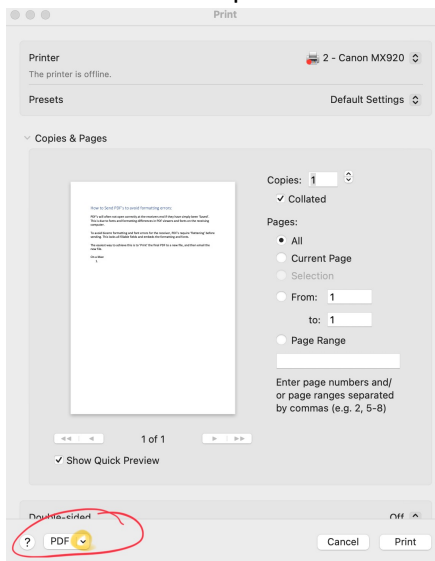 Print
Printer
2 - Canon MX920
The printer is offline.
Presets
Default Settings
Copies & Pages
How to Send PDF's to avoid formatting errors:
Copies: 1
Collated
Pages:
All
Current Page
Selection
From: 1
to: 1
Page Range
Enter page numbers and/
or page ranges separated
by commas (e.g. 2, 5-8)
1 of 1
Show Quick Preview
Double-sided
Off
? PDF
Cancel
Print